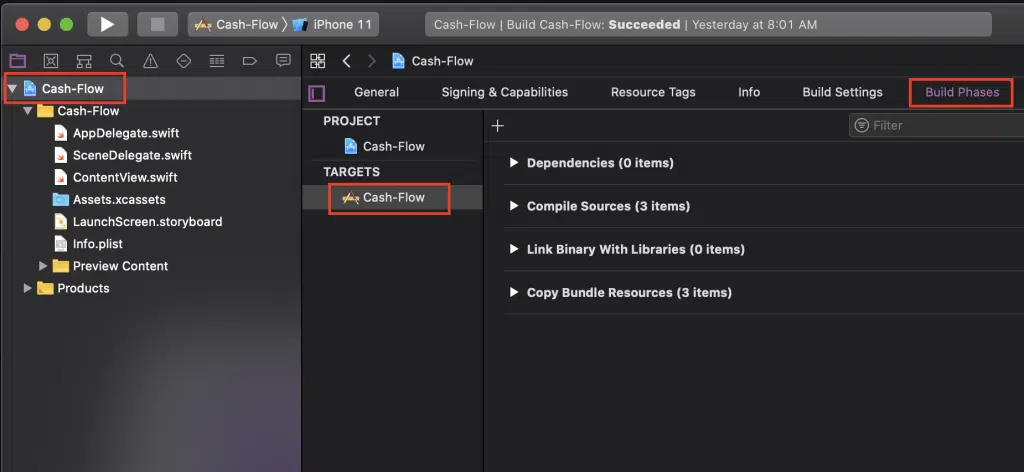 Cash-Flow 〉 iPhone 11
Cash-Flow | Build Cash-Flow: Succeeded | Yesterday at 8:01 AM
Cash-Flow
Cash-Flow
AppDelegate.swift
SceneDelegate.swift
ContentView.swift
Assets.xcassets
LaunchScreen.storyboard
Info.plist
Preview Content
Products
Cash-Flow
General Signing & Capabilities Resource Tags Info Build Settings Build Phases
PROJECT
Cash-Flow
TARGETS
Cash-Flow
Filter
Dependencies (0 items)
Compile Sources (3 items)
Link Binary With Libraries (0 items)
Copy Bundle Resources (3 items)